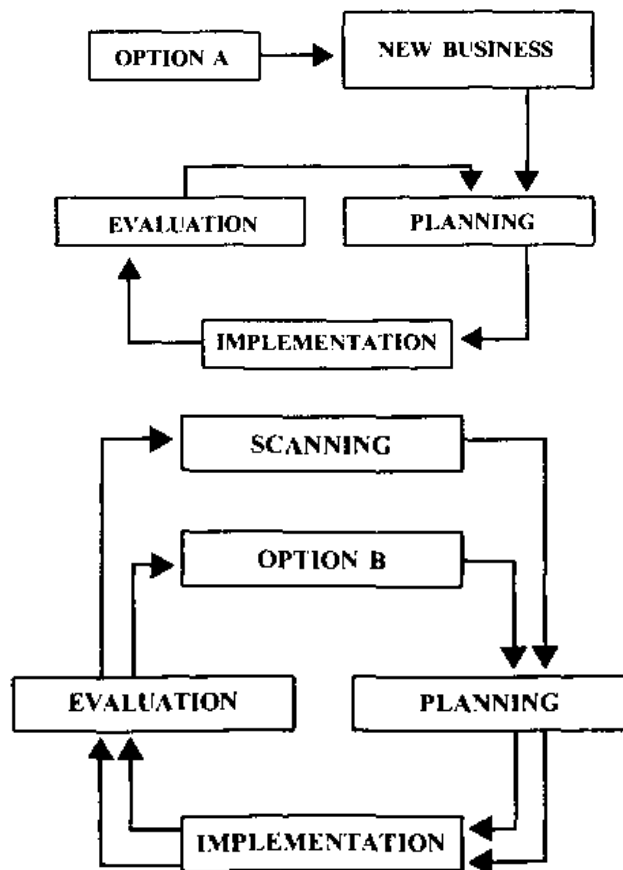 OPTION A
NEW BUSINESS
EVALUATION
PLANNING
IMPLEMENTATION
SCANNING
OPTION B
EVALUATION
PLANNING
IMPLEMENTATION